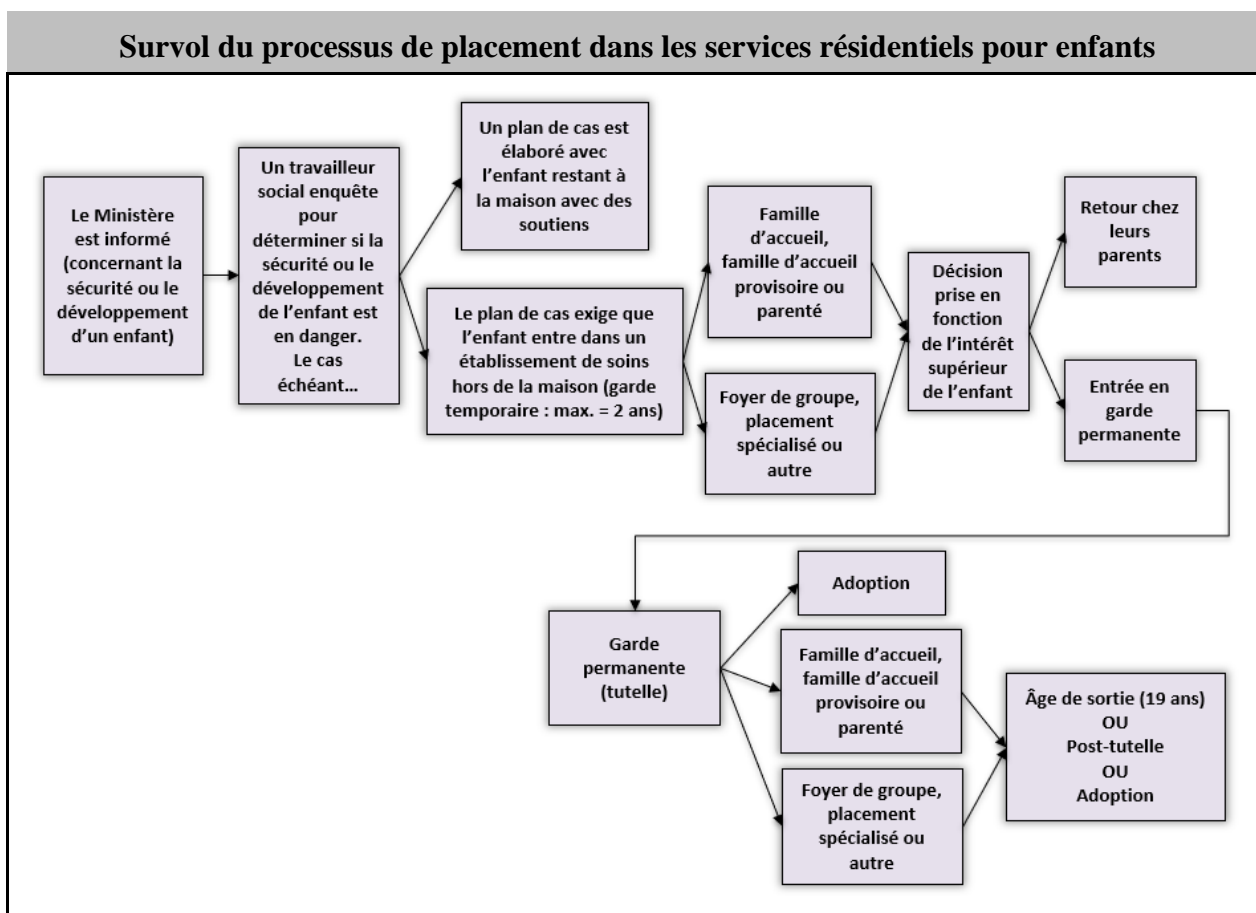 Survol du processus de placement dans les services résidentiels pour enfants
Le Ministère
est informé
(concernant la
sécurité ou le
développement
d'un enfant)
Un travailleur
social enquête
pour
déterminer si la
sécurité ou le
développement
de l'enfant est
en danger.
Le cas
échéant…
Un plan de cas est
élaboré avec
l'enfant restant à
la maison avec des
soutiens
Le plan de cas exige que
l'enfant entre dans un
établissement de soins
hors de la maison (garde
temporaire : max. = 2 ans)
Famille
d'accueil,
famille d'accueil
provisoire ou
parenté
Foyer de groupe,
placement
spécialisé ou
autre
Décision
prise en
fonction
de l'intérêt
supérieur
de l'enfant
Retour chez
leurs
parents
Entrée en
garde
permanente
Garde
permanente
(tutelle)
Adoption
Famille d'accueil,
famille d'accueil
provisoire ou
parenté
Foyer de groupe,
placement
spécialisé ou
autre
Âge de sortie (19 ans)
OU
Post-tutelle
OU
Adoption